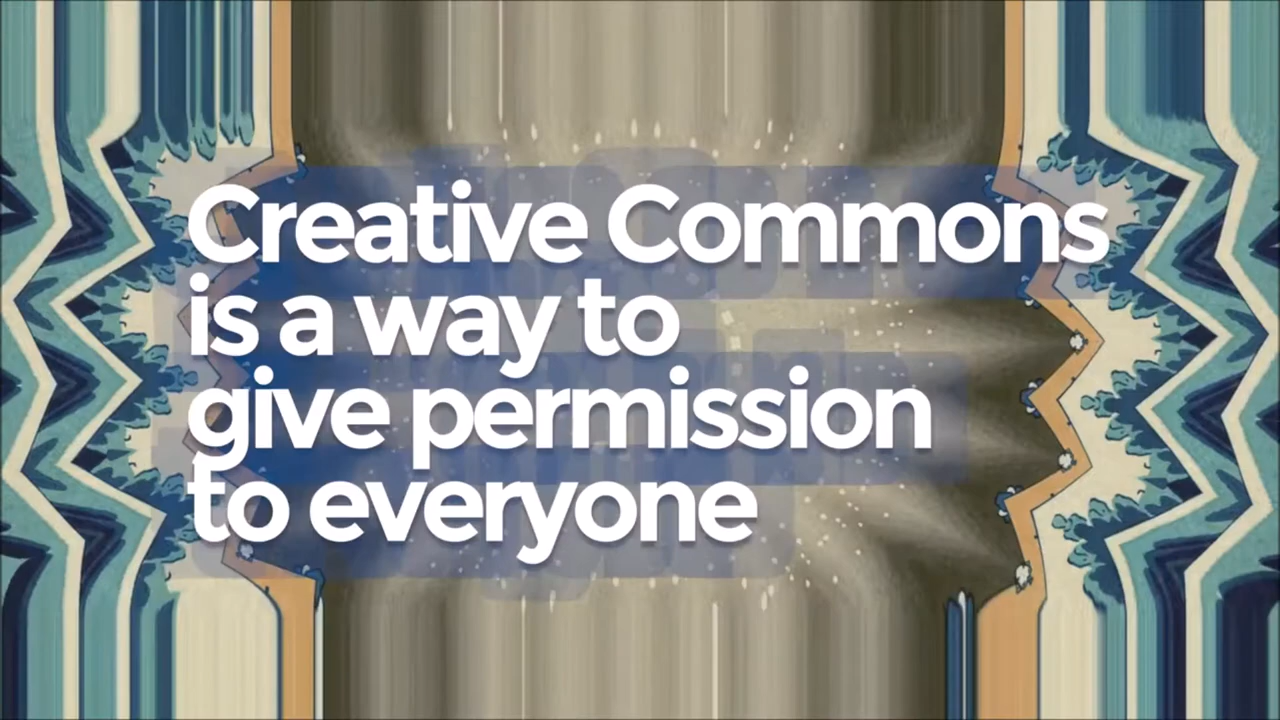 Creative Commons
is a way to
give permission
to everyone